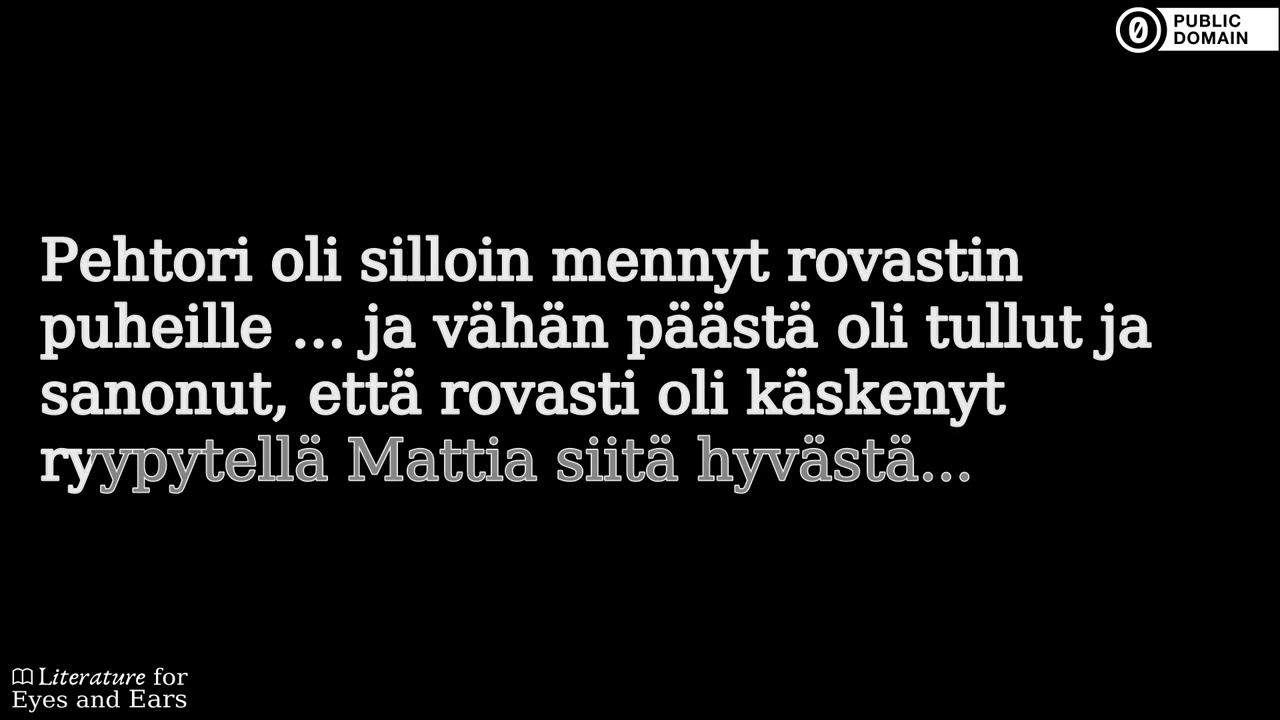 PUBLIC
DOMAIN
Pehtori oli silloin mennyt rovastin
puheille ... ja vähän päästä oli tullut ja
sanonut, että rovasti oli käskenyt
ryypytellä Mattia siitä hyvästä...
Literature for
Eyes and Ears